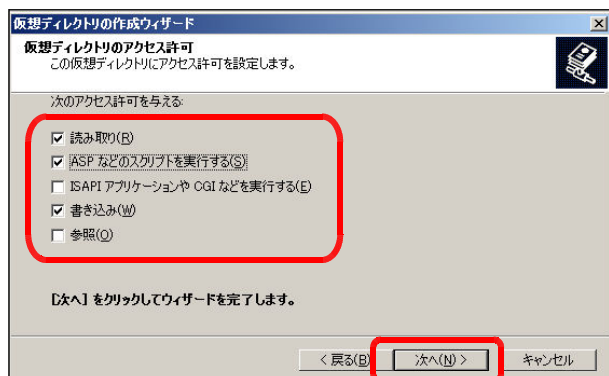 仮想ディレクトリの作成ウィザード
仮想ディレクトリのアクセス許可
この仮想ディレクトリにアクセス許可を設定します。
次のアクセス許可を与える:
読み取り(R)
ASP などのスクリプトを実行する(S)
ISAPI アプリケーションや CGI などを実行する(E)
書き込み(W)
参照(O)
[次へ] をクリックしてウィザードを完了します。
< 戻る(B) 次へ(N) > キャンセル